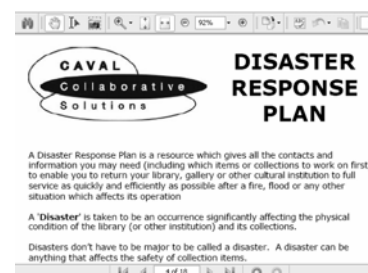 92%
CAVAL
Collaborative
Solutions
DISASTER
RESPONSE
PLAN
A Disaster Response Plan is a resource which gives all the contacts and
information you may need (including which items or collections to work on first)
to enable you to return your library, gallery or other cultural institution to full
service as quickly and efficiently as possible after a fire, flood or any other
situation which affects its operation
A 'Disaster' is taken to be an occurrence significantly affecting the physical
condition of the library (or other institution) and its collections.
Disasters don't have to be major to be called a disaster. A disaster can be
anything that affects the safety of collection items.
4 of 18